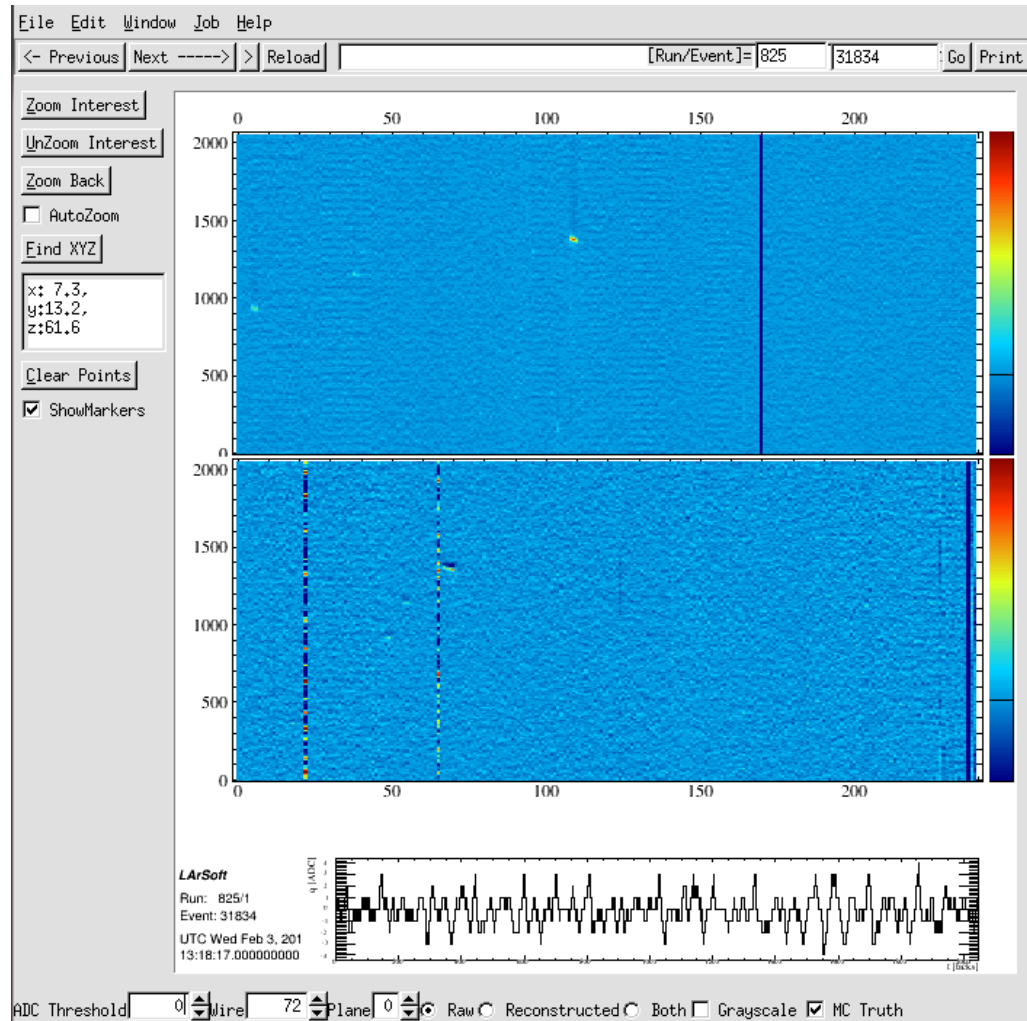 File Edit Window Job Help
<- Previous Next -----> > Reload [Run/Event]= 825 31834 Go Print
Zoom Interest
UnZoom Interest
Zoom Back
AutoZoom
Find XYZ
x: 7.3,
y:13.2,
z:61.6
Clear Points
ShowMarkers
0 50 100 150 200
2000
1500
1000
500
0
2000
1500
1000
500
0
0 50 100 150 200
q [ADC]
t [ticks]
LArSoft
Run: 825/1
Event: 31834
UTC Wed Feb 3, 201
13:18:17.000000000
ADC Threshold 0 Wire 72 Plane 0 Raw Reconstructed Both Grayscale MC Truth